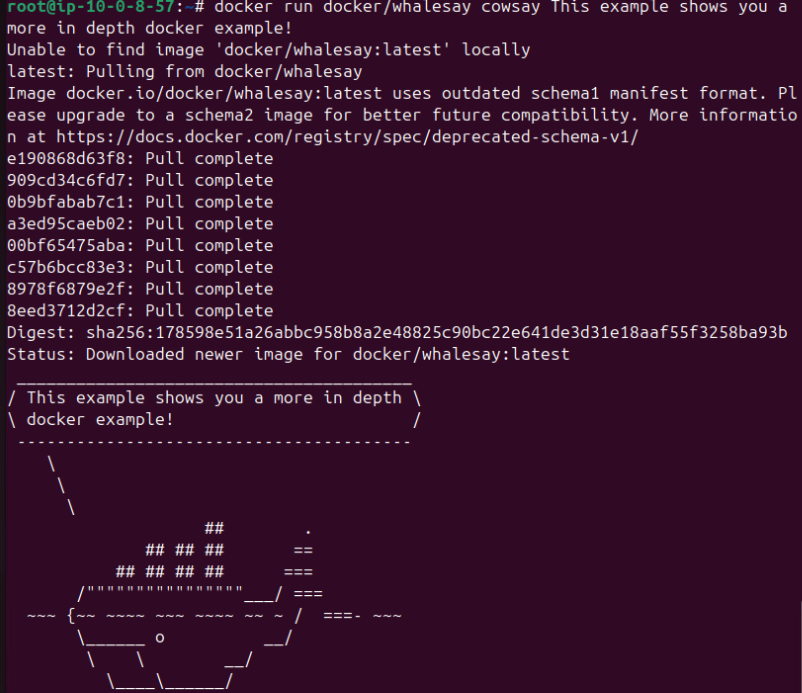 root@ip-10-0-8-57:~# docker run docker/whalesay cowsay This example shows you a
more in depth docker example!
Unable to find image 'docker/whalesay:latest' locally
latest: Pulling from docker/whalesay
Image docker.io/docker/whalesay:latest uses outdated schema1 manifest format. Pl
ease upgrade to a schema2 image for better future compatibility. More informatio
n at https://docs.docker.com/registry/spec/deprecated-schema-v1/
e190868d63f8: Pull complete
909cd34c6fd7: Pull complete
0b9bfabab7c1: Pull complete
a3ed95caeb02: Pull complete
00bf65475aba: Pull complete
c57b6bcc83e3: Pull complete
8978f6879e2f: Pull complete
8eed3712d2cf: Pull complete
Digest: sha256:178598e51a26abbc958b8a2e48825c90bc22e641de3d31e18aaf55f3258ba93b
Status: Downloaded newer image for docker/whalesay:latest
 ________________________________________
/ This example shows you a more in depth \
\ docker example!                        /
 ----------------------------------------
    \
     \
      \
                    ##        .
              ## ## ##       ==
           ## ## ## ##      ===
       /""""""""""""""""___/ ===
  ~~~ {~~ ~~~~ ~~~ ~~~~ ~~ ~ /  ===- ~~~
       \______ o          __/
        \    \        __/
          \____\______/